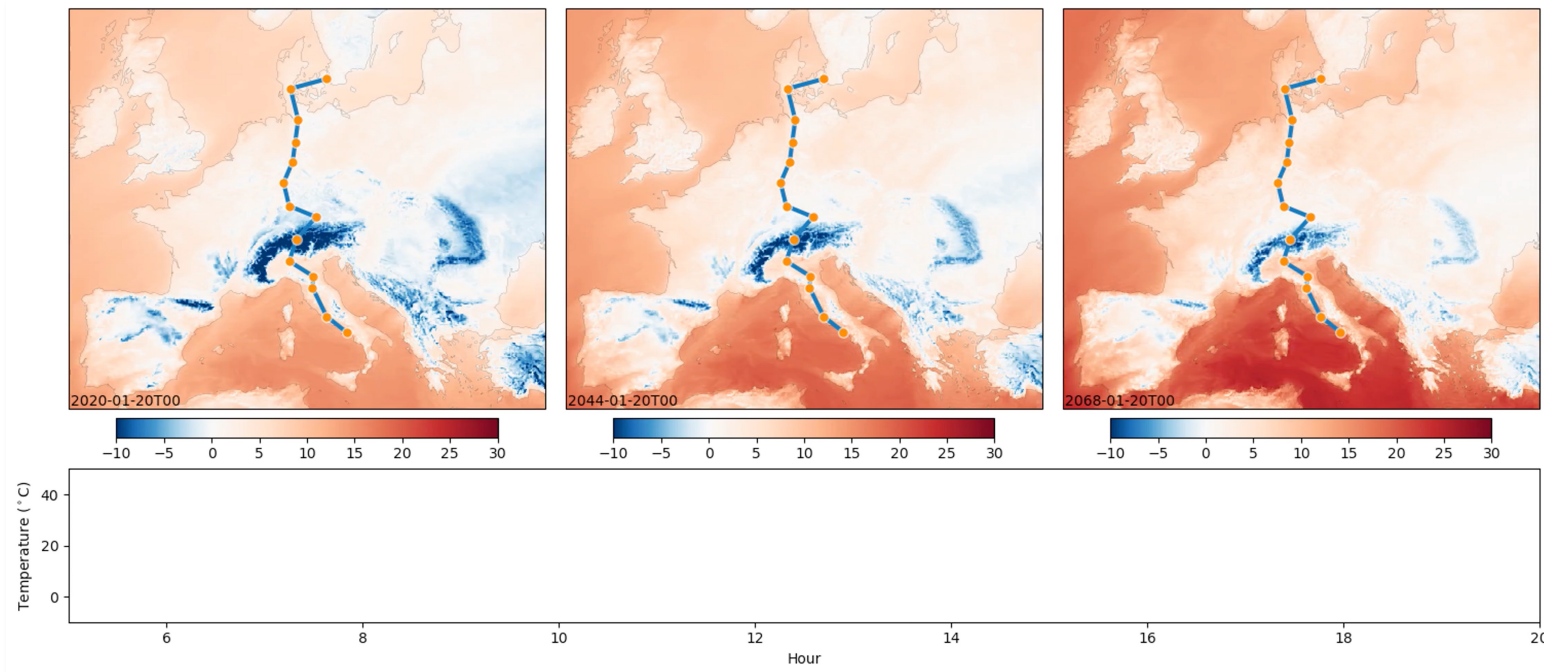 2020-01-20T00 2044-01-20T00 2068-01-20T00
−10 −5 0 5 10 15 20 25 30 −10 −5 0 5 10 15 20 25 30 −10 −5 0 5 10 15 20 25 30
Temperature (°C)
40
20
0
6 8 10 12 14 16 18 20
Hour